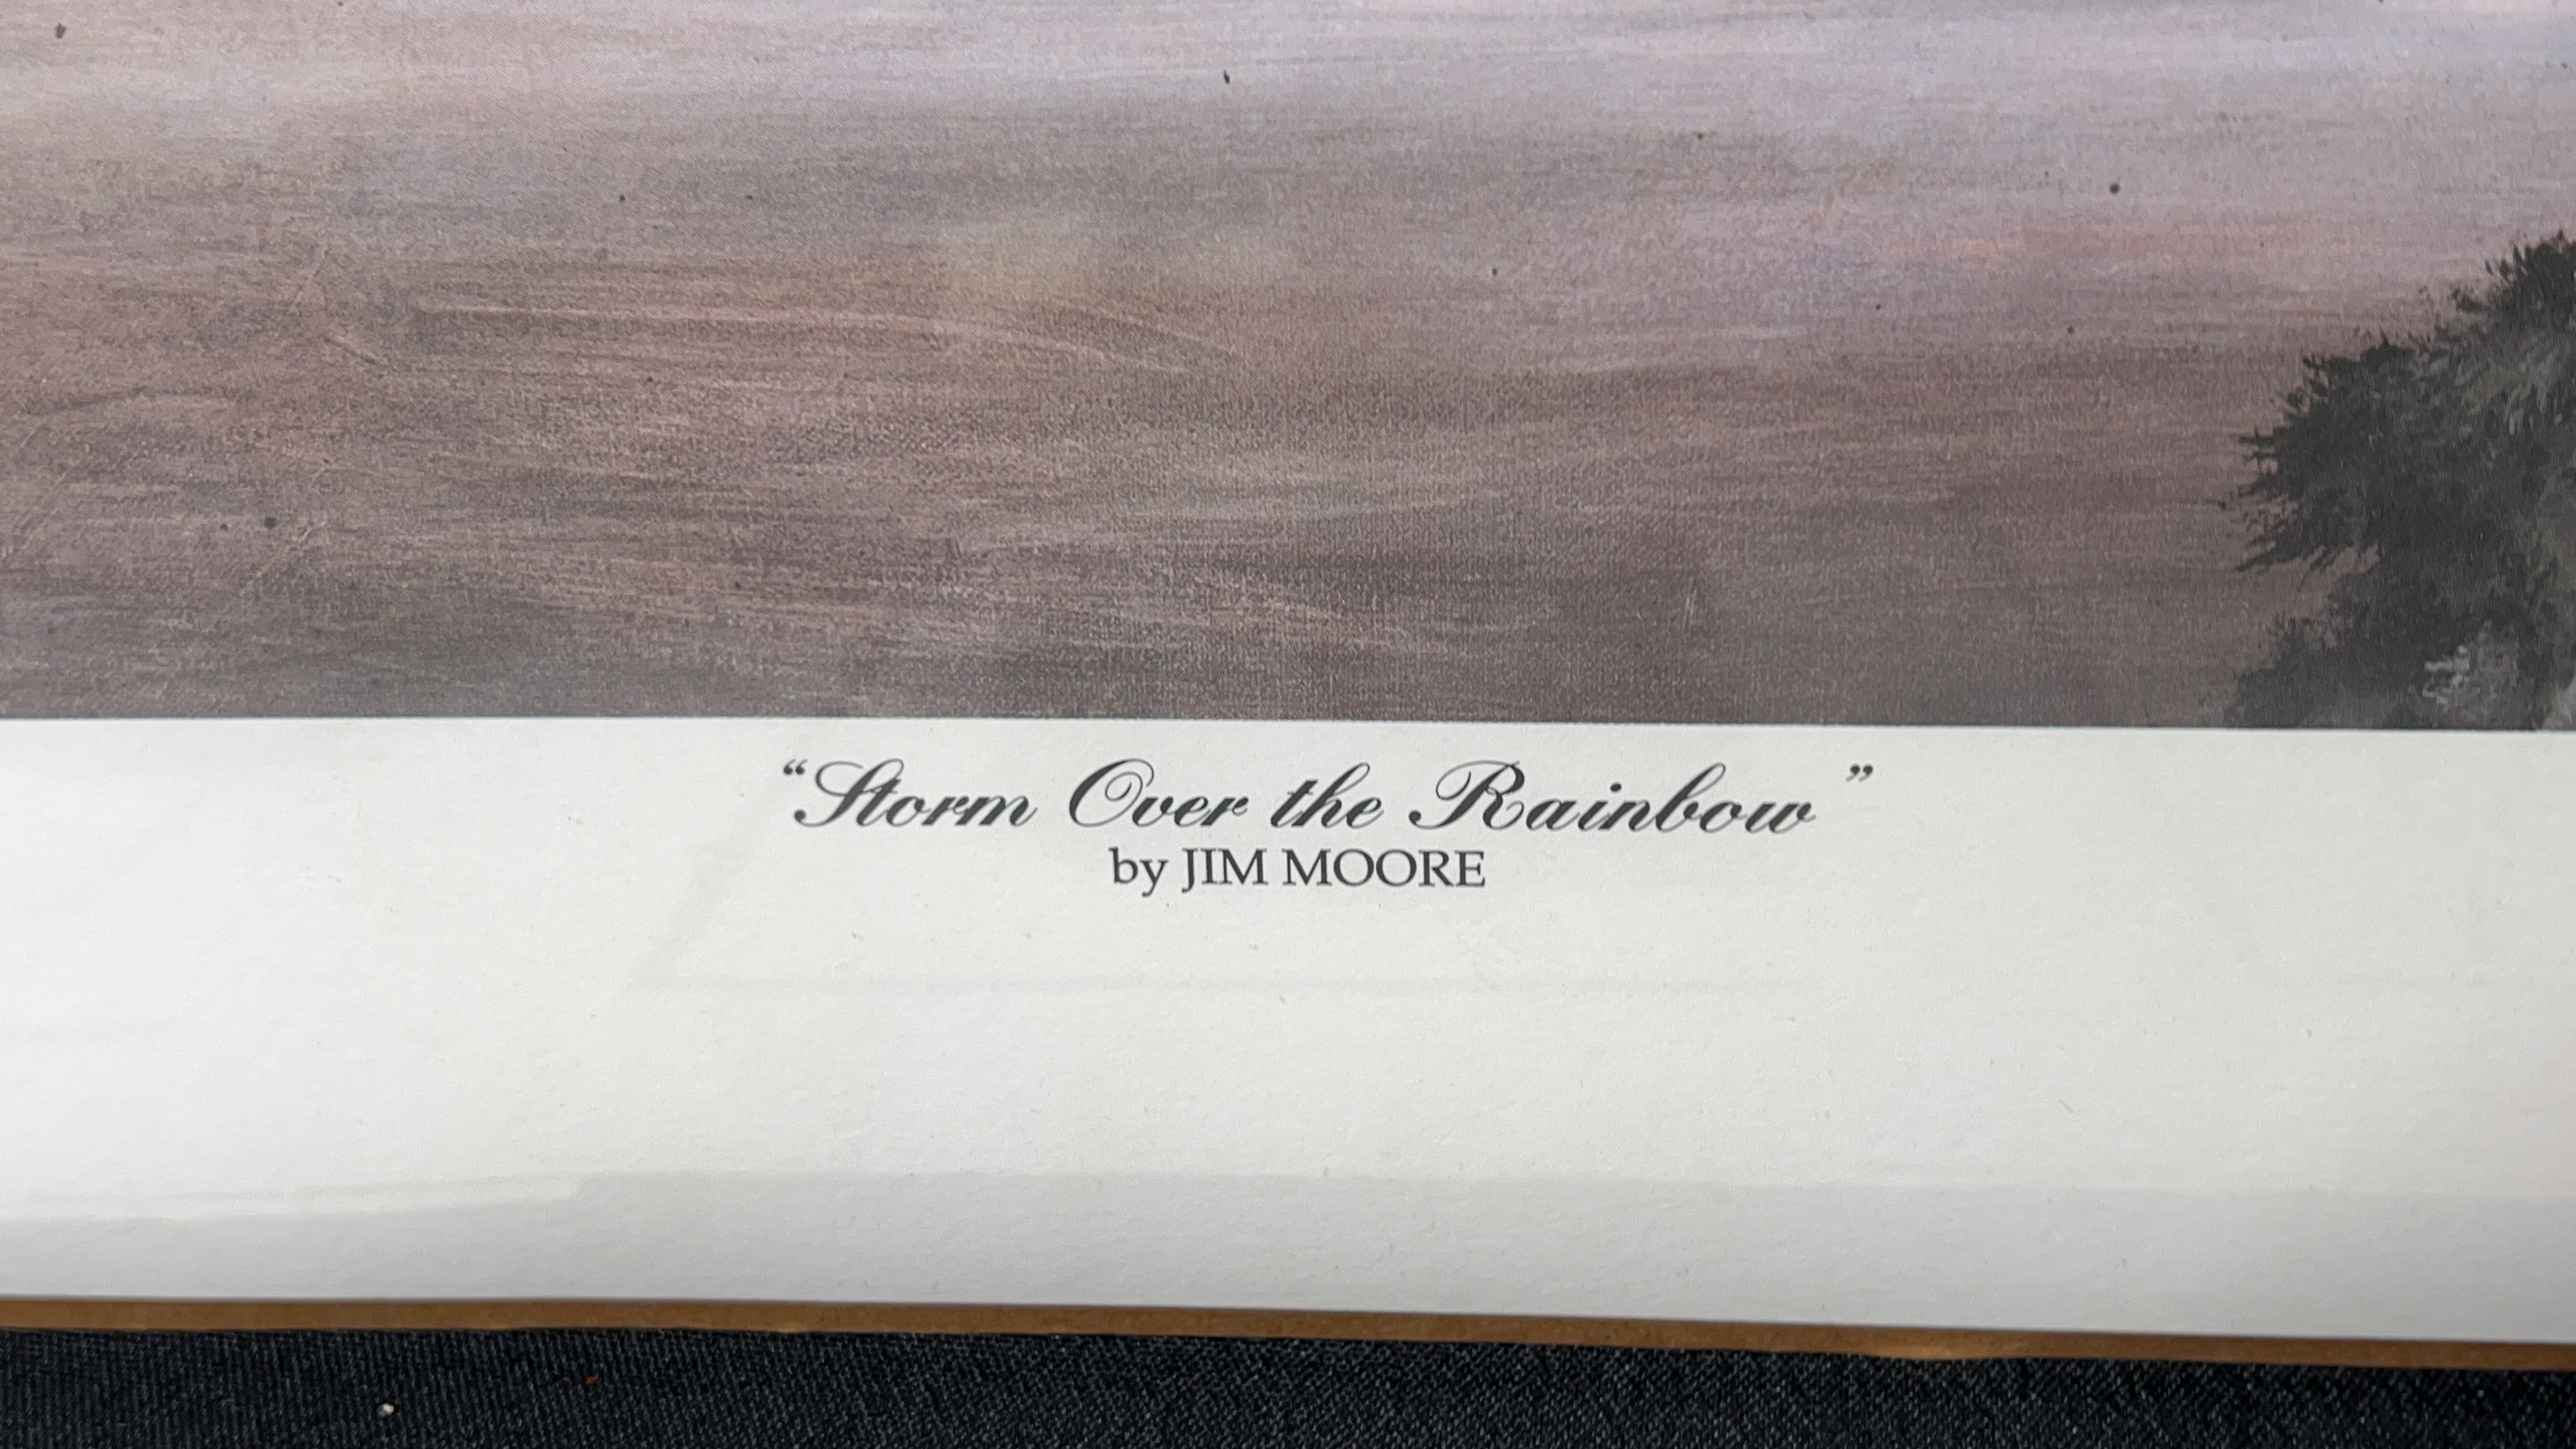 “Storm Over the Rainbow”
by JIM MOORE